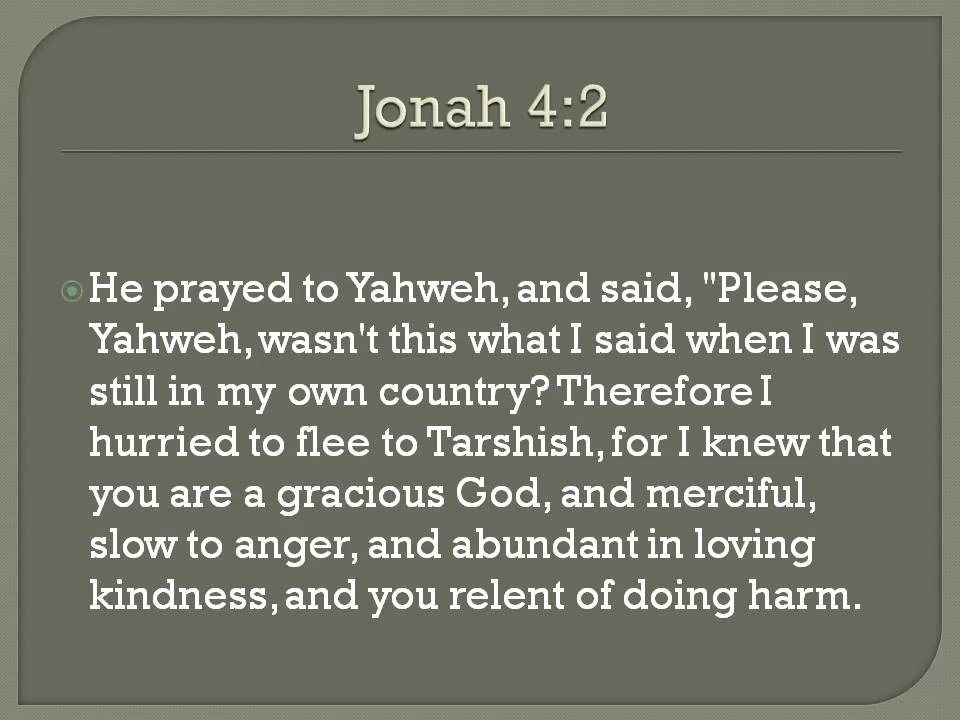 Jonah 4:2
He prayed to Yahweh, and said, "Please,
Yahweh, wasn't this what I said when I was
still in my own country? Therefore I
hurried to flee to Tarshish, for I knew that
you are a gracious God, and merciful,
slow to anger, and abundant in loving
kindness, and you relent of doing harm.